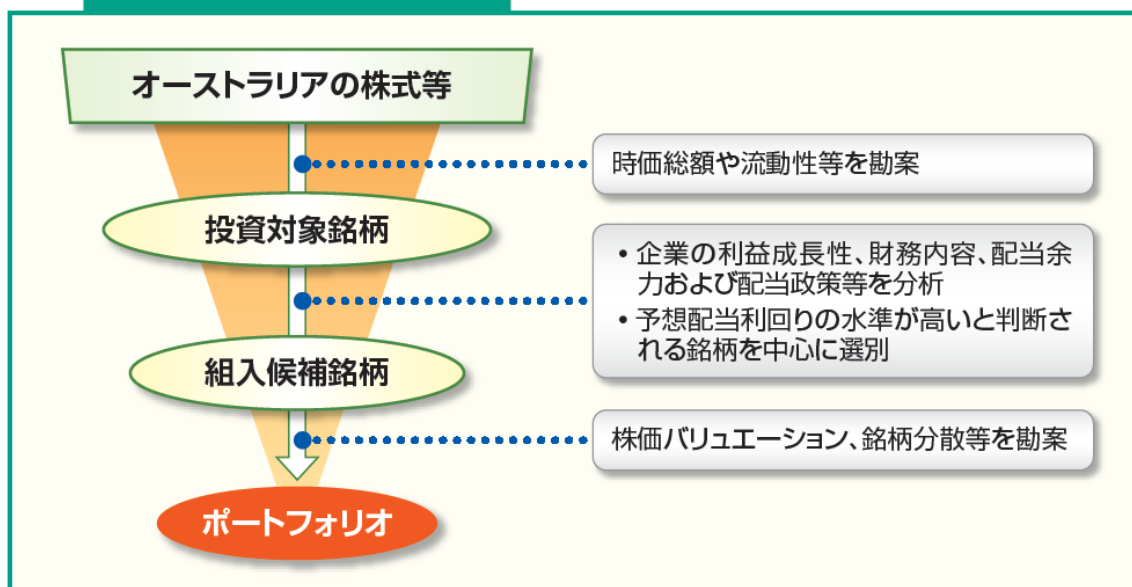 オーストラリアの株式等
時価総額や流動性等を勘案
投資対象銘柄
・企業の利益成長性、財務内容、配当余
力および配当政策等を分析
・予想配当利回りの水準が高いと判断さ
れる銘柄を中心に選別
組入候補銘柄
株価バリュエーション、銘柄分散等を勘案
ポートフォリオ